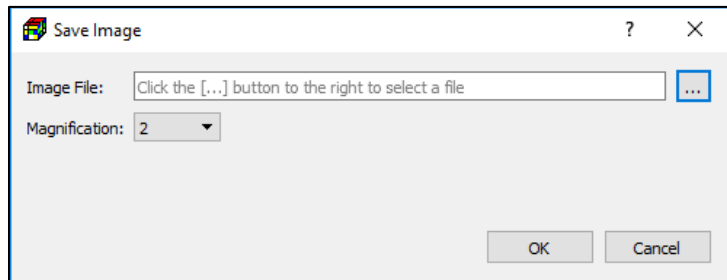 Save Image ?
Image File: Click the [...] button to the right to select a file ...
Magnification: 2
OK Cancel